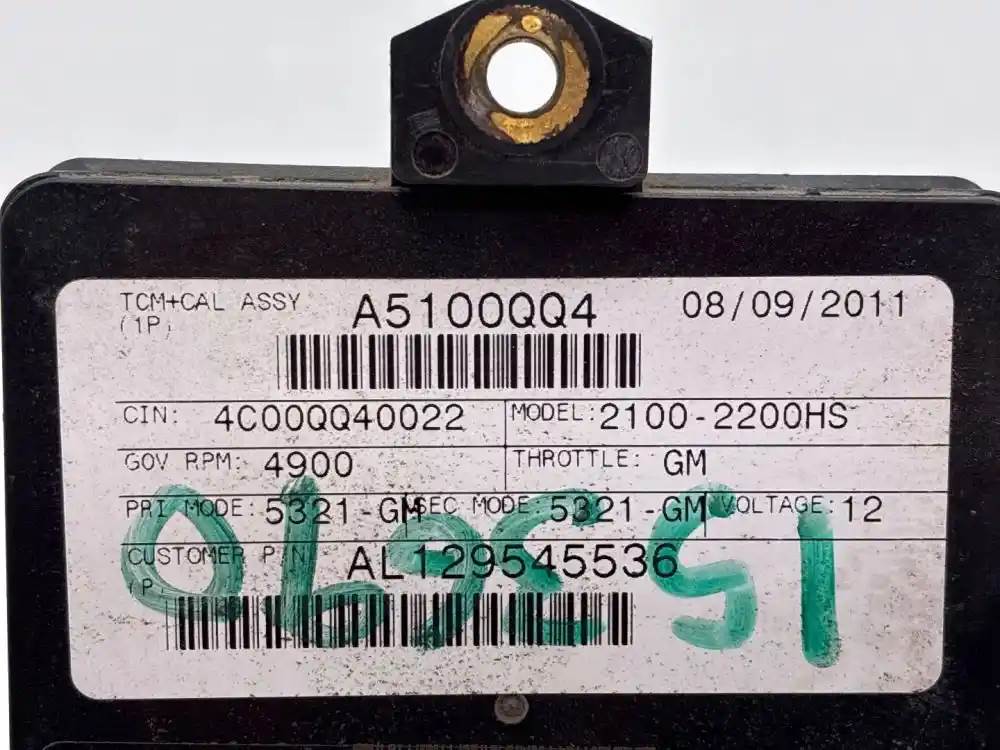 TCM+CAL ASSY A5100QQ4 08/09/2011
(1P)
CIN: 4C00QQ40022 MODEL: 2100-2200HS
GOV RPM: 4900 THROTTLE: GM
PRI MODE: 5321-GM SEC MODE: 5321-GM VOLTAGE: 12
CUSTOMER P/N AL129545536
(P)